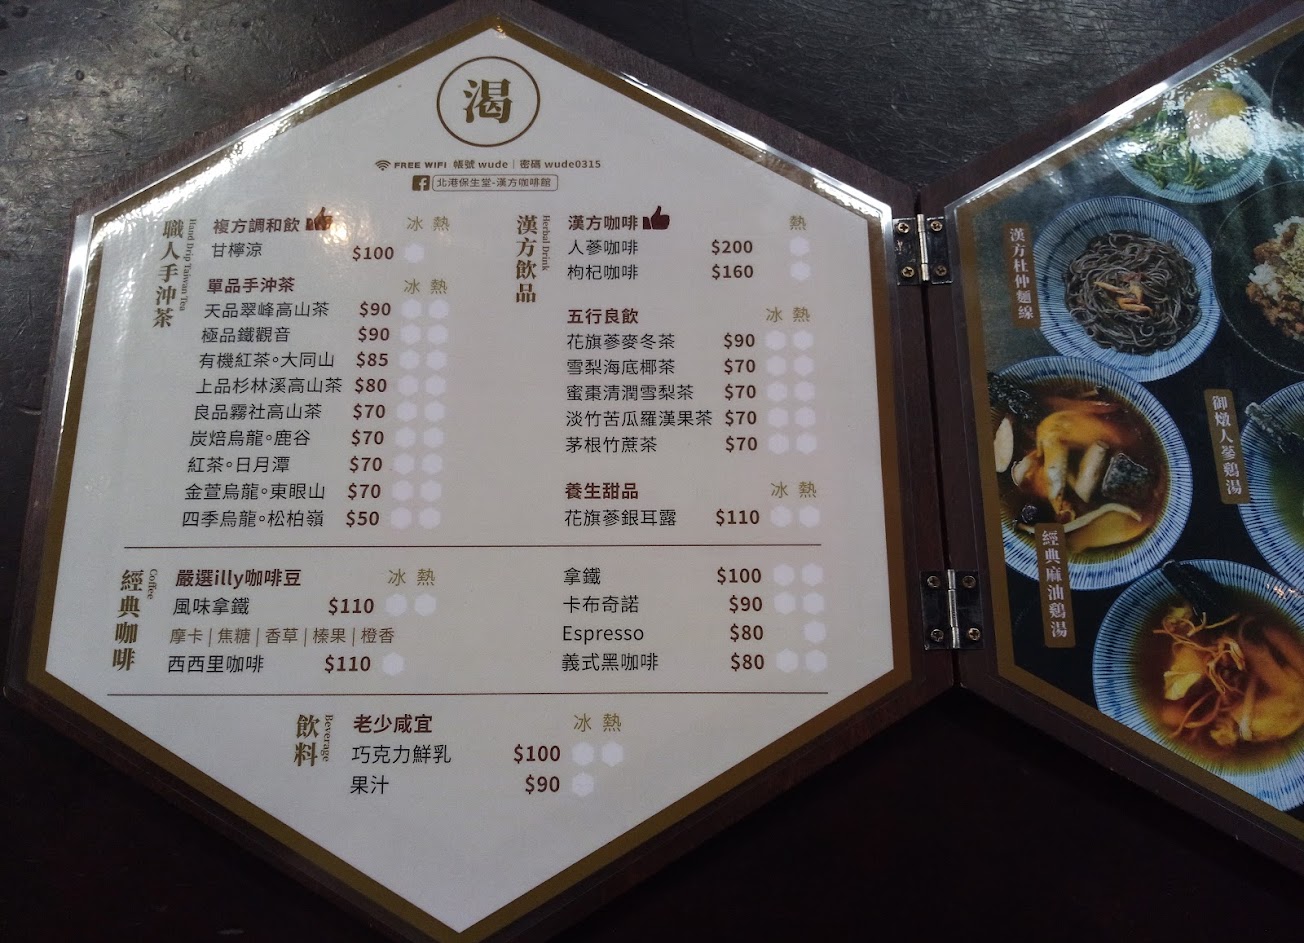 渴
FREE WIFI 帳號 wude｜密碼 wude0315
北港保生堂-漢方咖啡館
職人手沖茶
Hand Drip Taiwan Tea
複方調和飲 冰 熱
甘檸涼 $100
單品手沖茶 冰 熱
天品翠峰高山茶 $90
極品鐵觀音 $90
有機紅茶。大同山 $85
上品杉林溪高山茶 $80
良品霧社高山茶 $70
炭焙烏龍。鹿谷 $70
紅茶。日月潭 $70
金萱烏龍。東眼山 $70
四季烏龍。松柏嶺 $50
漢方飲品
Herbal Drink
漢方咖啡 熱
人蔘咖啡 $200
枸杞咖啡 $160
五行良飲 冰 熱
花旗蔘麥冬茶 $90
雪梨海底椰茶 $70
蜜棗清潤雪梨茶 $70
淡竹苦瓜羅漢果茶 $70
茅根竹蔗茶 $70
養生甜品 冰 熱
花旗蔘銀耳露 $110
經典咖啡
Coffee
嚴選illy咖啡豆 冰 熱
風味拿鐵 $110
摩卡｜焦糖｜香草｜榛果｜橙香
西西里咖啡 $110
拿鐵 $100
卡布奇諾 $90
Espresso $80
義式黑咖啡 $80
飲料
Beverage
老少咸宜 冰 熱
巧克力鮮乳 $100
果汁 $90
漢方杜仲麵線
御燉人蔘鷄湯
經典麻油鷄湯